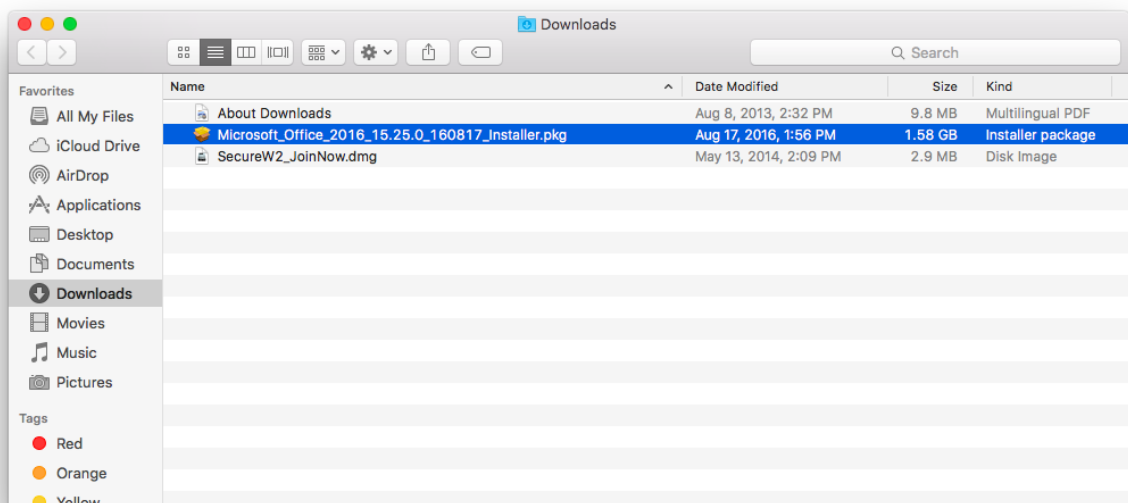 Downloads
Search
Favorites
All My Files
iCloud Drive
AirDrop
Applications
Desktop
Documents
Downloads
Movies
Music
Pictures
Tags
Red
Orange
Yellow
Name Date Modified Size Kind
About Downloads Aug 8, 2013, 2:32 PM 9.8 MB Multilingual PDF
Microsoft_Office_2016_15.25.0_160817_Installer.pkg Aug 17, 2016, 1:56 PM 1.58 GB Installer package
SecureW2_JoinNow.dmg May 13, 2014, 2:09 PM 2.9 MB Disk Image